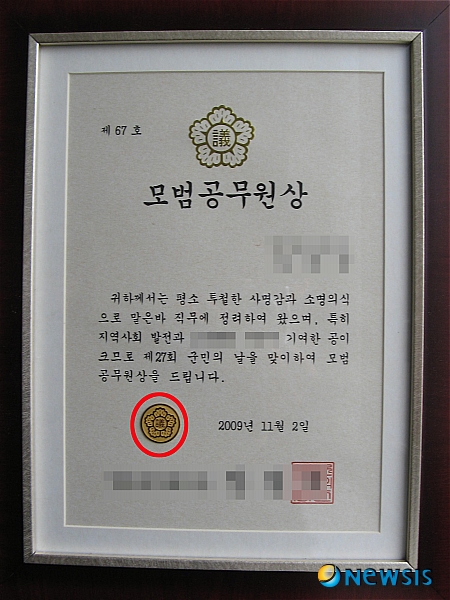 제 67 호
議
모범공무원상
귀하께서는 평소 투철한 사명감과 소명의식
으로 맡은바 직무에 정려하여 왔으며, 특히
지역사회 발전과 기여한 공이
크므로 제27회 군민의 날을 맞이하여 모범
공무원상을 드립니다.
議
2009년 11월 2일
newsis